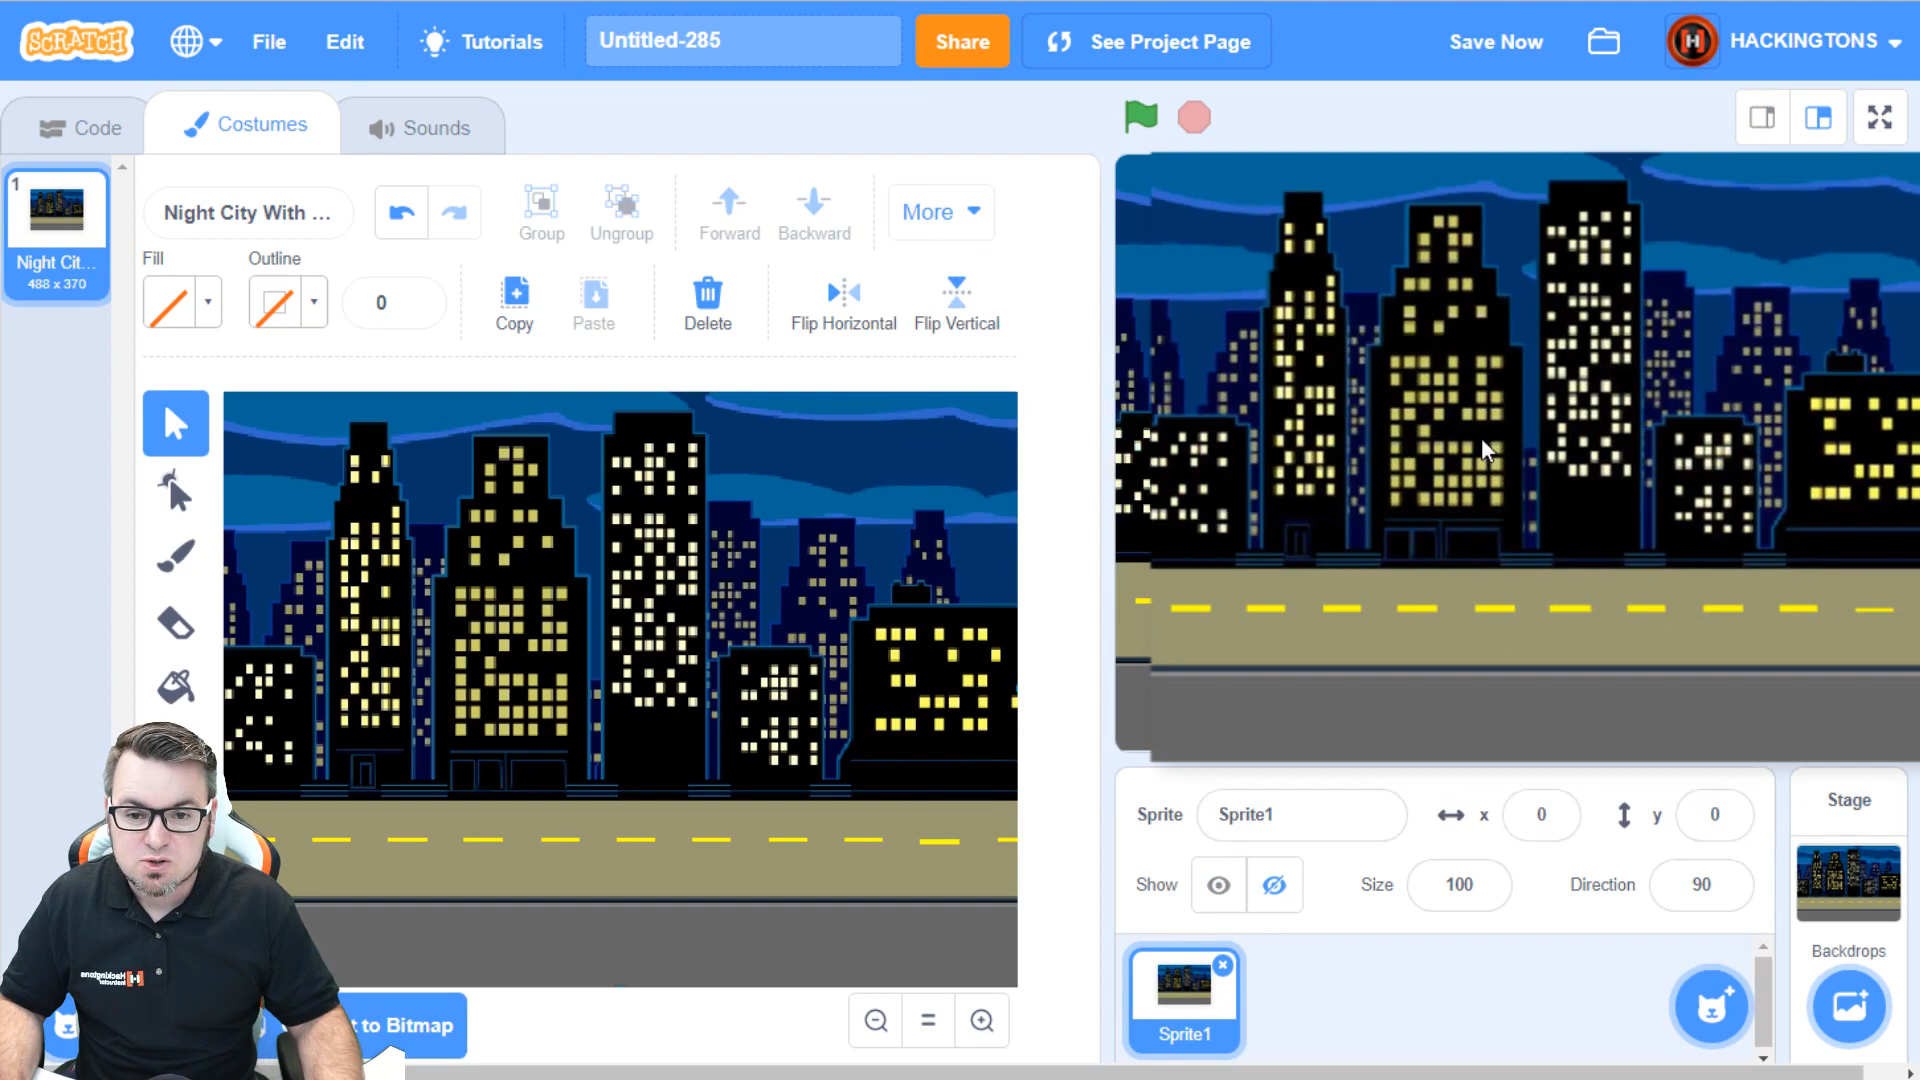 SCRATCH
File
Edit
Tutorials
Untitled-285
Share
See Project Page
Save Now
HACKINGTONS
Code
Costumes
Sounds
1
Night Cit...
488 x 370
Night City With ...
Group
Ungroup
Forward
Backward
More
Fill
Outline
0
Copy
Paste
Delete
Flip Horizontal
Flip Vertical
Sprite
Sprite1
x
0
y
0
Show
Size
100
Direction
90
Stage
Backdrops
Sprite1
to Bitmap
Hackingtons
Instructor